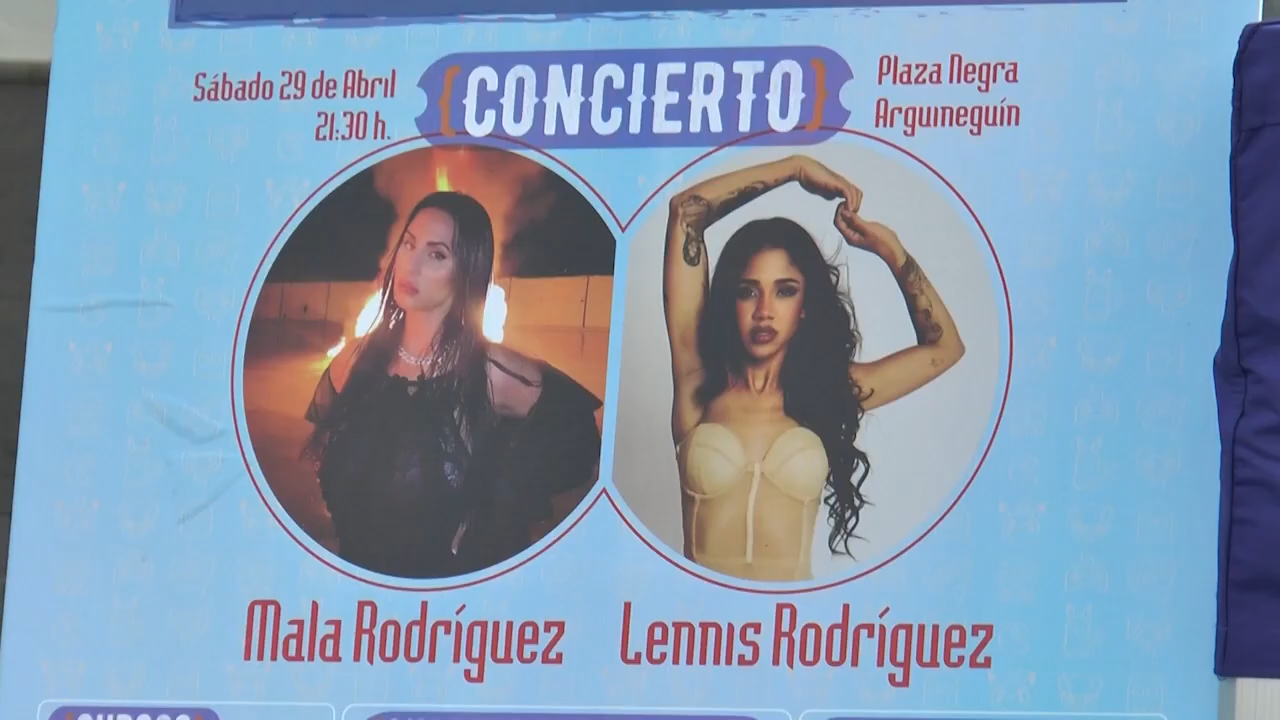 Sábado 29 de Abril
21:30 h.
{CONCIERTO}
Plaza Negra
Arguineguín
Mala Rodríguez
Lennis Rodríguez